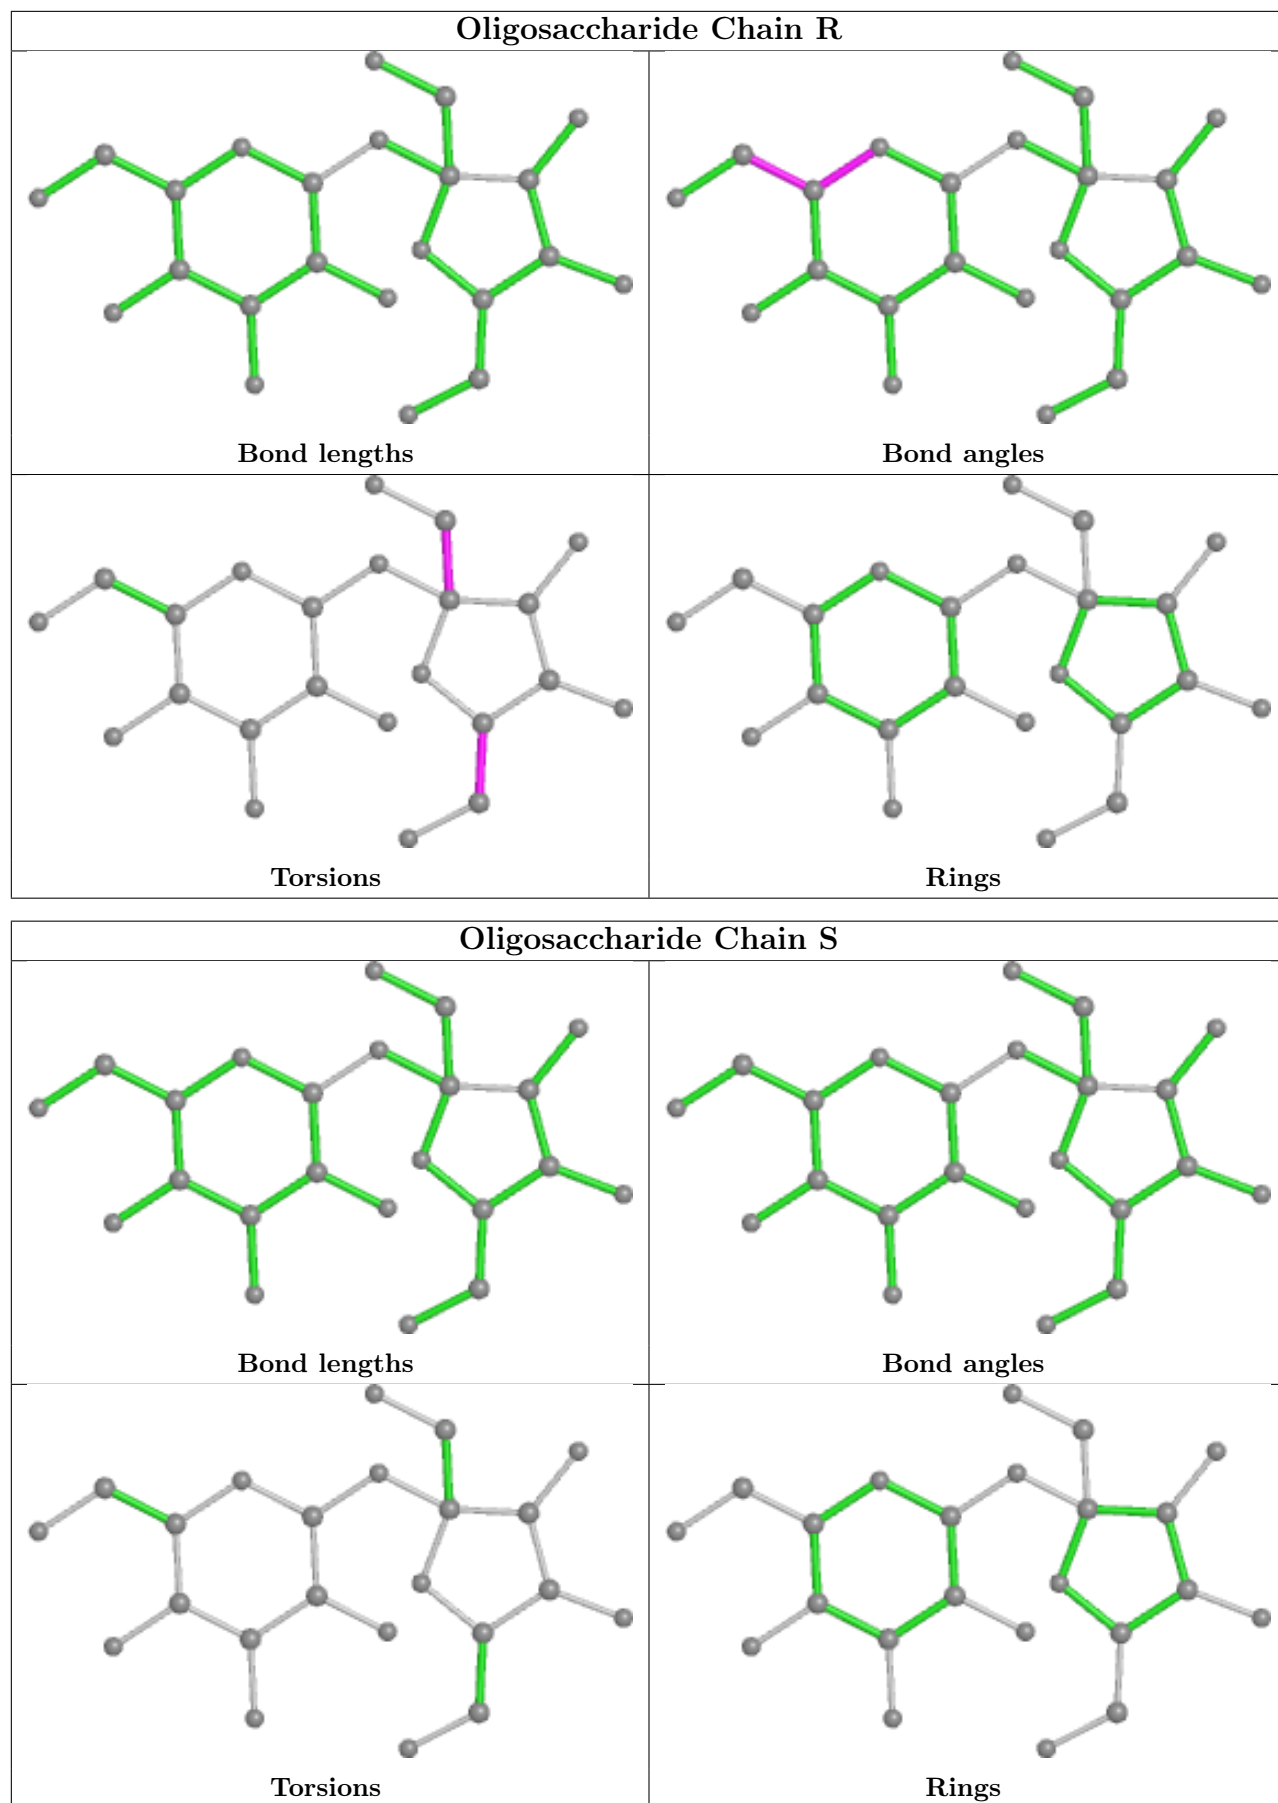 Oligosaccharide Chain R
Bond lengths
Bond angles
Torsions
Rings
Oligosaccharide Chain S
Bond lengths
Bond angles
Torsions
Rings